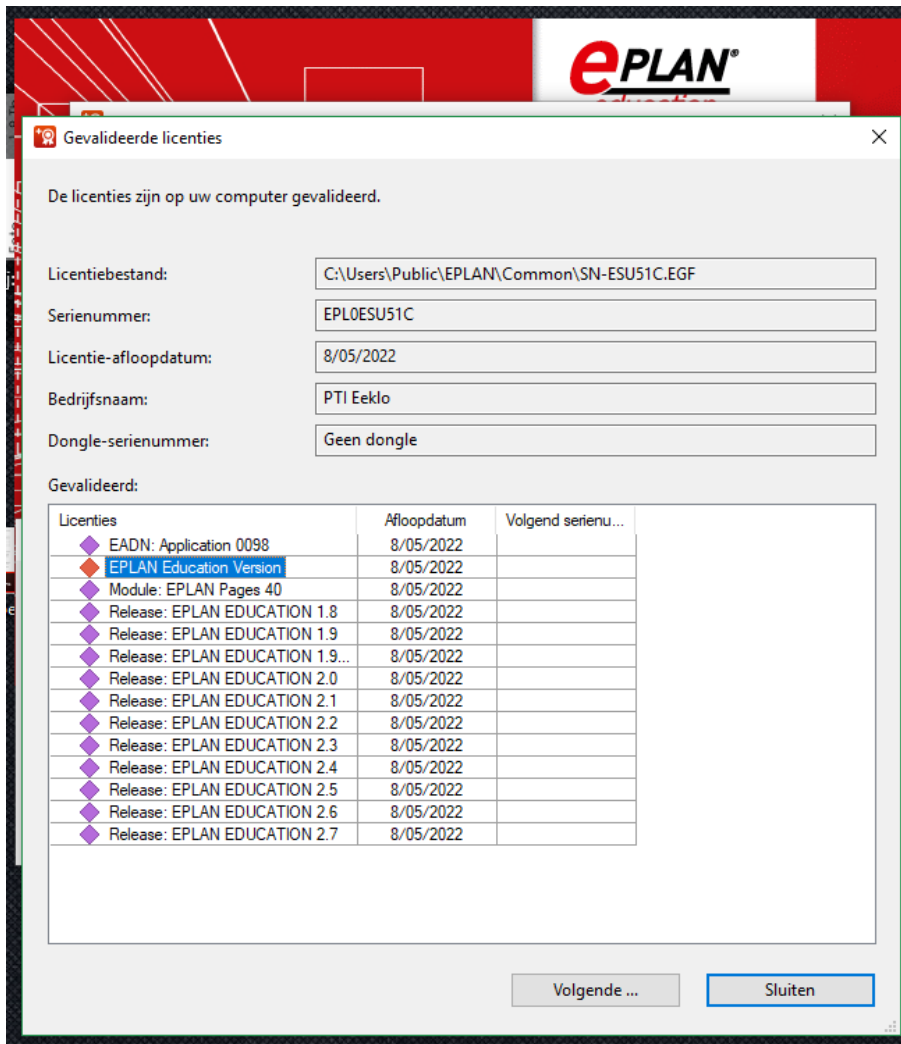 ePLAN®
education
Gevalideerde licenties
De licenties zijn op uw computer gevalideerd.
Licentiebestand: C:\Users\Public\EPLAN\Common\SN-ESU51C.EGF
Serienummer: EPL0ESU51C
Licentie-afloopdatum: 8/05/2022
Bedrijfsnaam: PTI Eeklo
Dongle-serienummer: Geen dongle
Gevalideerd:
Licenties Afloopdatum Volgend serienu...
EADN: Application 0098 8/05/2022
EPLAN Education Version 8/05/2022
Module: EPLAN Pages 40 8/05/2022
Release: EPLAN EDUCATION 1.8 8/05/2022
Release: EPLAN EDUCATION 1.9 8/05/2022
Release: EPLAN EDUCATION 1.9... 8/05/2022
Release: EPLAN EDUCATION 2.0 8/05/2022
Release: EPLAN EDUCATION 2.1 8/05/2022
Release: EPLAN EDUCATION 2.2 8/05/2022
Release: EPLAN EDUCATION 2.3 8/05/2022
Release: EPLAN EDUCATION 2.4 8/05/2022
Release: EPLAN EDUCATION 2.5 8/05/2022
Release: EPLAN EDUCATION 2.6 8/05/2022
Release: EPLAN EDUCATION 2.7 8/05/2022
Volgende ... Sluiten